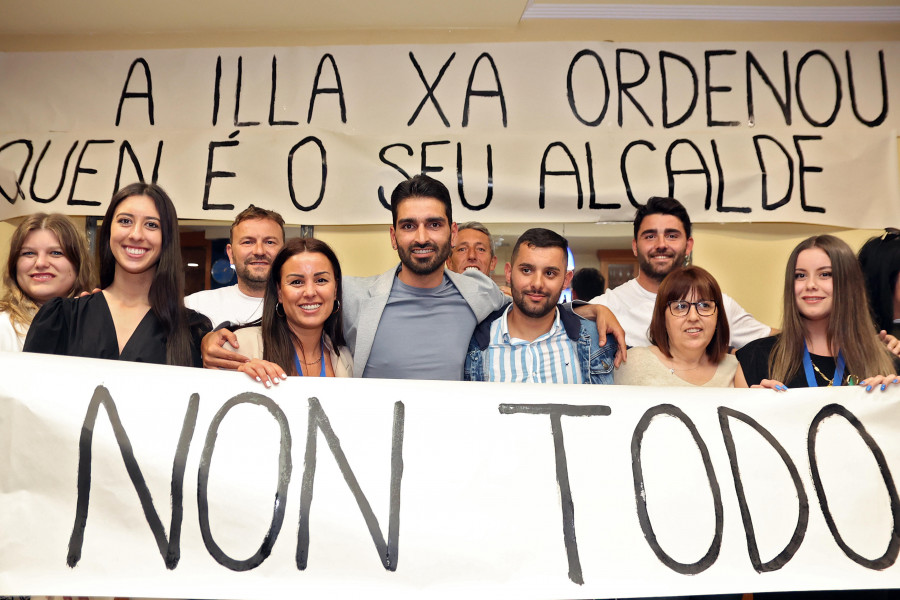 A ILLA XA ORDENOU
QUEN É O SEU ALCALDE
NON TODO